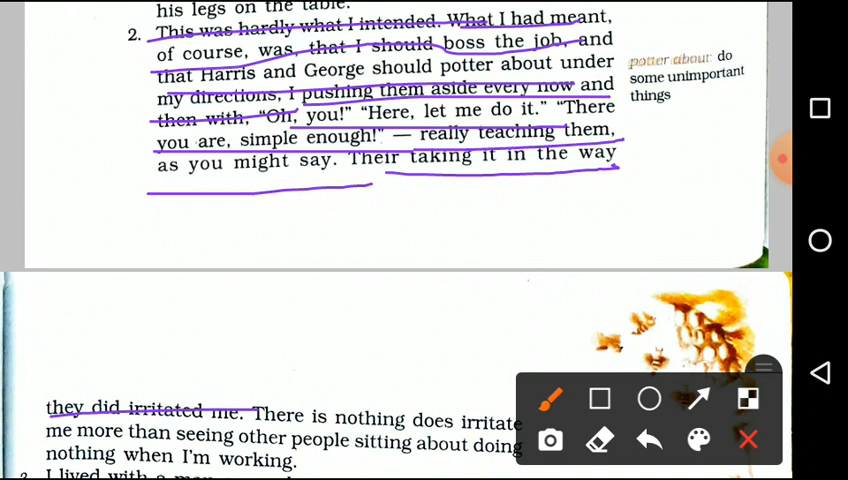 his legs on the table.
2. This was hardly what I intended. What I had meant,
of course, was, that I should boss the job, and
that Harris and George should potter about under
my directions, I pushing them aside every now and
then with, “Oh, you!” “Here, let me do it.” “There
you are, simple enough!” — really teaching them,
as you might say. Their taking it in the way
potter about: do
some unimportant
things
they did irritated me. There is nothing does irritate
me more than seeing other people sitting about doing
nothing when I'm working.
3. I lived with a man